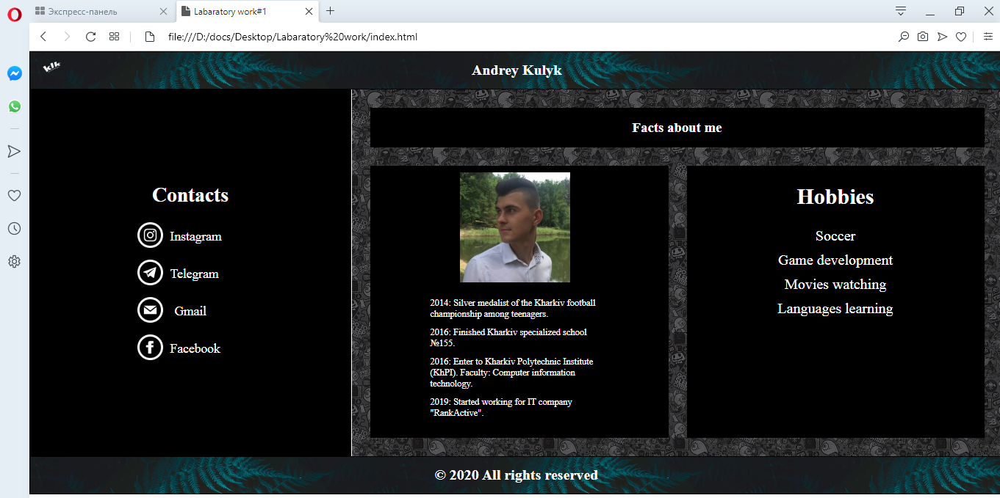 Экспресс-панель
Labaratory work#1
file:///D:/docs/Desktop/Labaratory%20work/index.html
klk
Andrey Kulyk
Contacts
Instagram
Telegram
Gmail
Facebook
Facts about me
2014: Silver medalist of the Kharkiv football
championship among teenagers.
2016: Finished Kharkiv specialized school
№155.
2016: Enter to Kharkiv Polytechnic Institute
(KhPI). Faculty: Computer information
technology.
2019: Started working for IT company
"RankActive".
Hobbies
Soccer
Game development
Movies watching
Languages learning
© 2020 All rights reserved